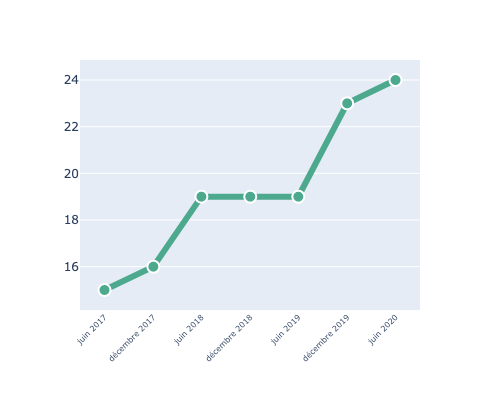 24
22
20
18
16
juin 2017
décembre 2017
juin 2018
décembre 2018
juin 2019
décembre 2019
juin 2020